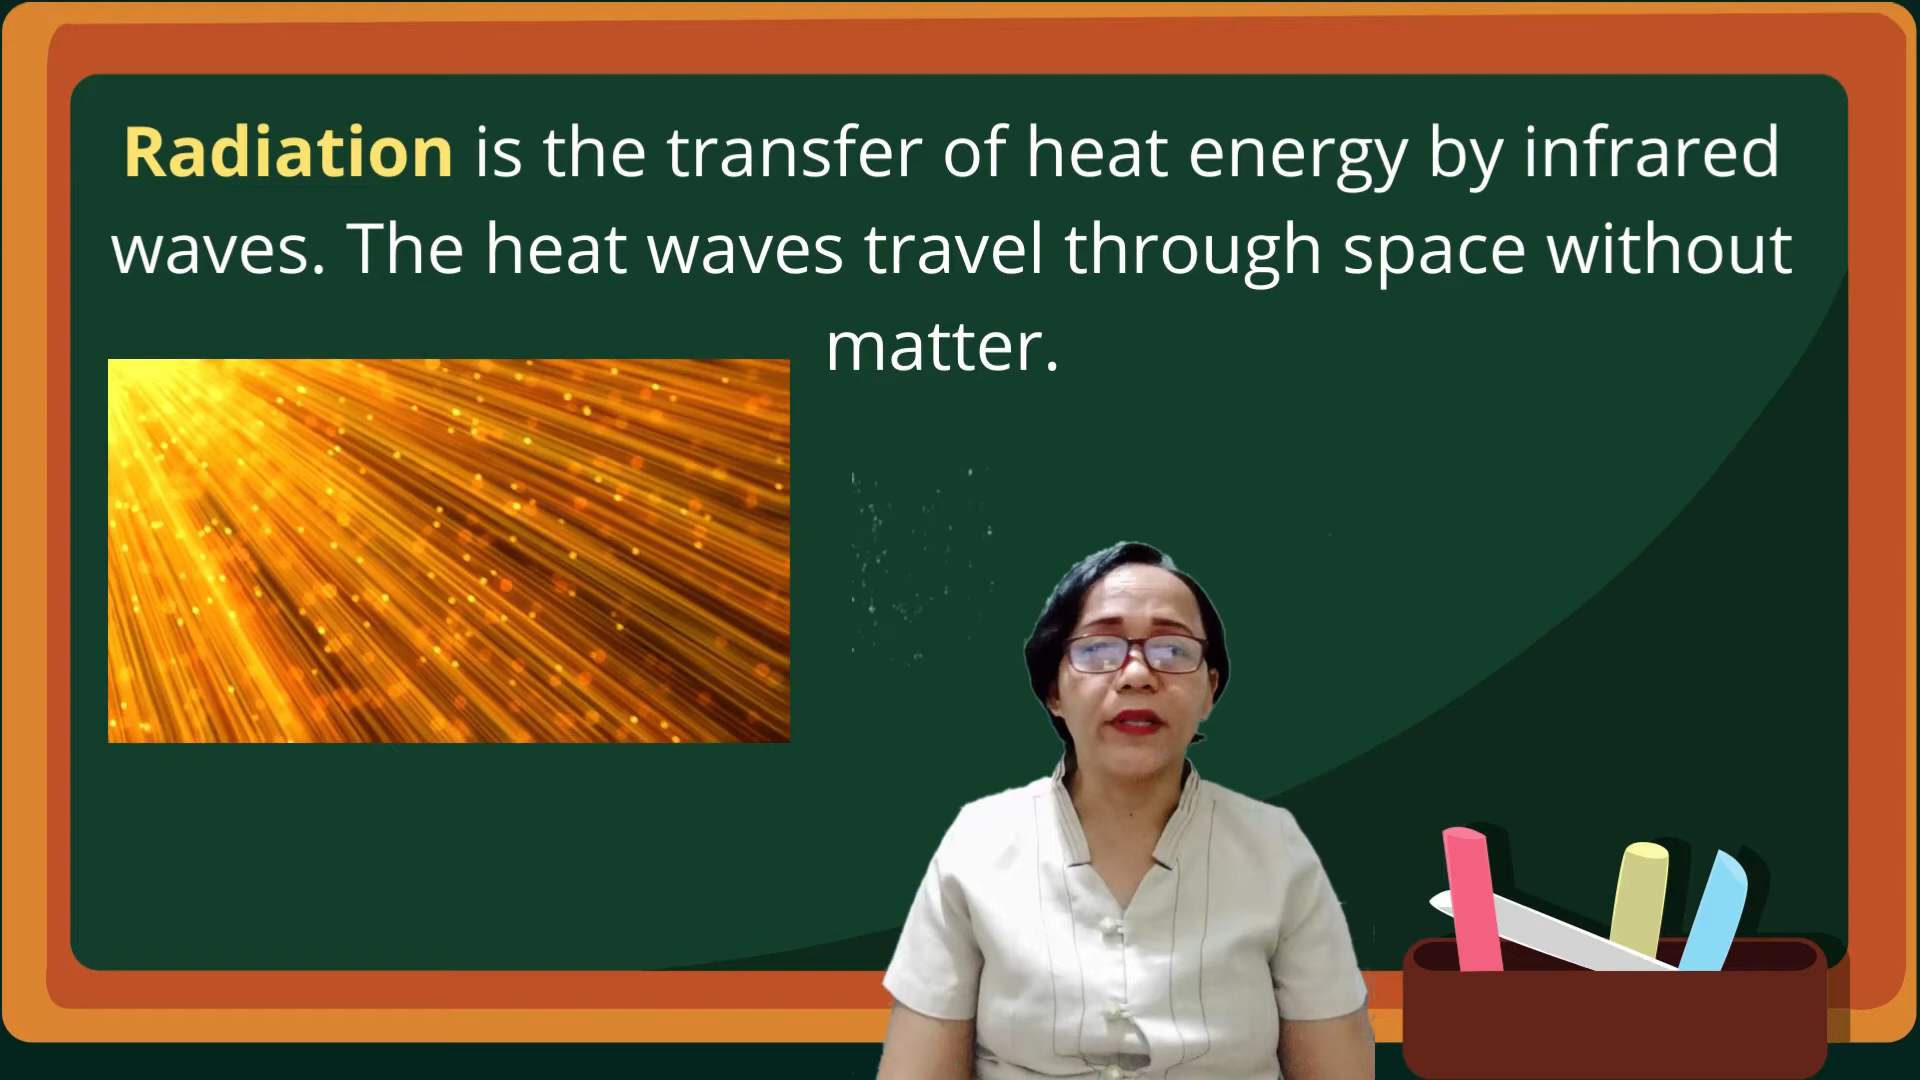 Radiation is the transfer of heat energy by infrared
waves. The heat waves travel through space without
matter.